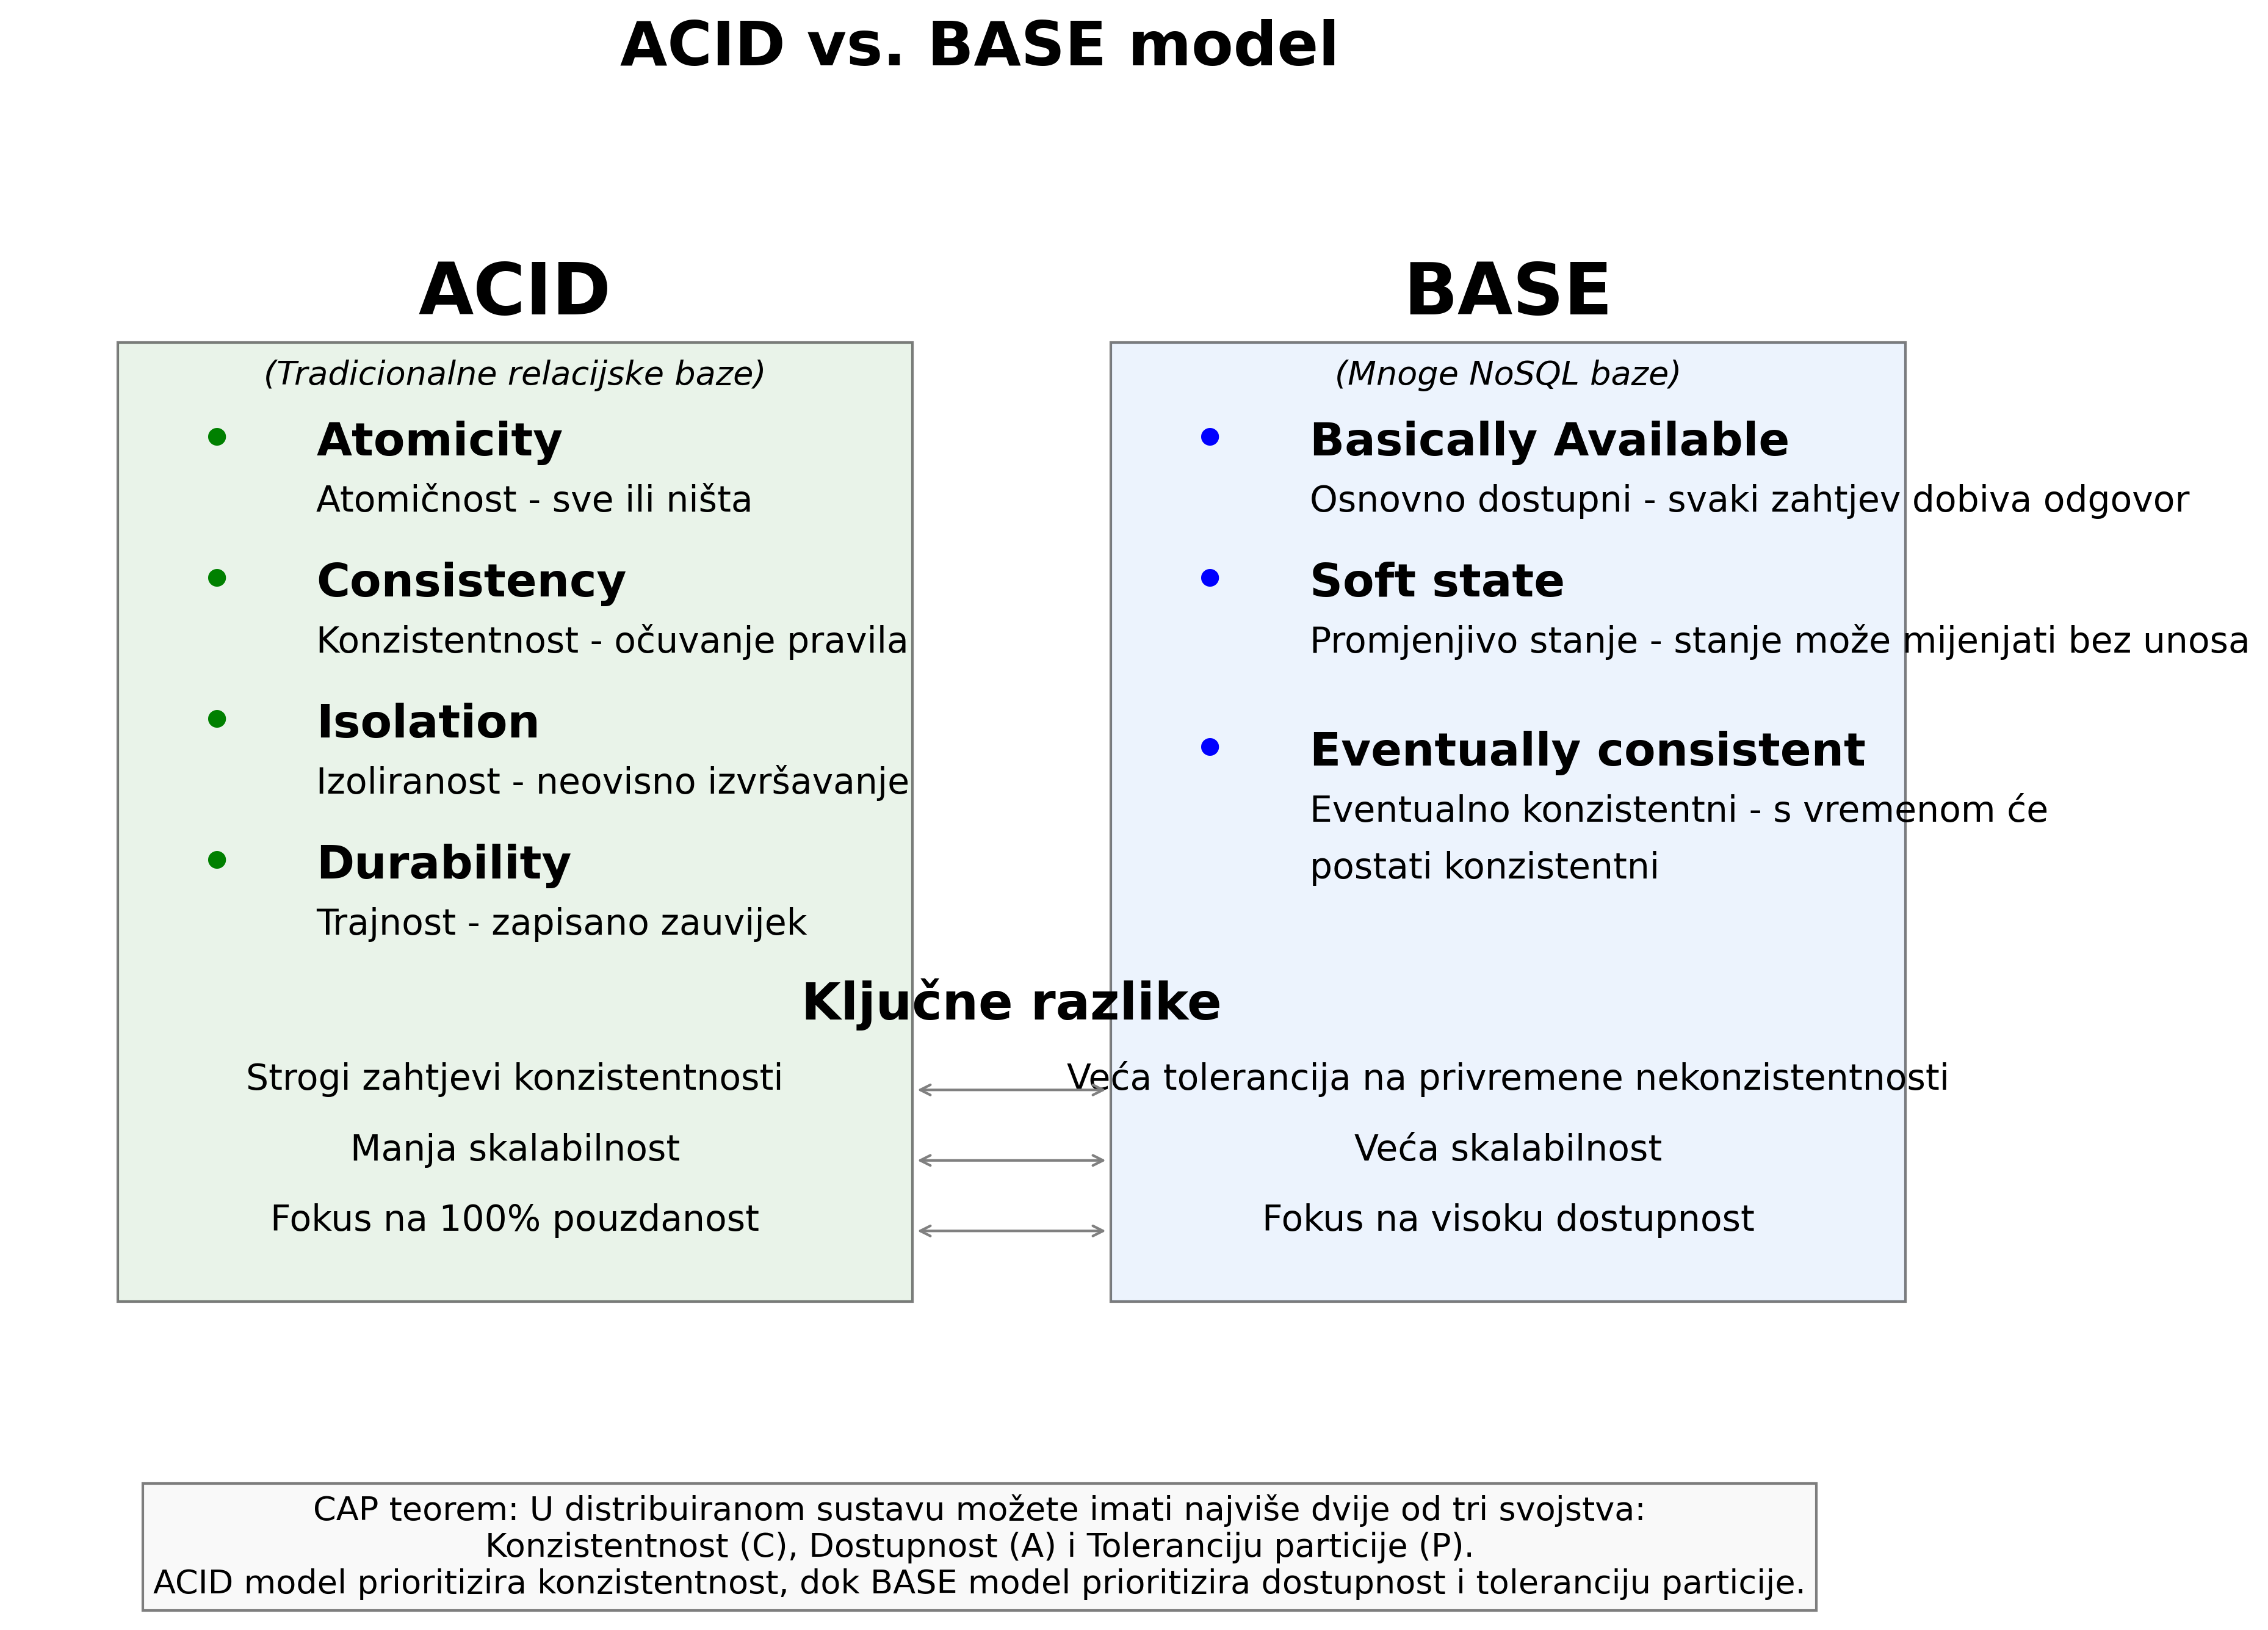 ACID vs. BASE model
ACID
(Tradicionalne relacijske baze)
Atomicity
Atomičnost - sve ili ništa
Consistency
Konzistentnost - očuvanje pravila
Isolation
Izoliranost - neovisno izvršavanje
Durability
Trajnost - zapisano zauvijek
BASE
(Mnoge NoSQL baze)
Basically Available
Osnovno dostupni - svaki zahtjev dobiva odgovor
Soft state
Promjenjivo stanje - stanje može mijenjati bez unosa
Eventually consistent
Eventualno konzistentni - s vremenom će
postati konzistentni
Ključne razlike
Strogi zahtjevi konzistentnosti
Veća tolerancija na privremene nekonzistentnosti
Manja skalabilnost
Veća skalabilnost
Fokus na 100% pouzdanost
Fokus na visoku dostupnost
CAP teorem: U distribuiranom sustavu možete imati najviše dvije od tri svojstva:
Konzistentnost (C), Dostupnost (A) i Toleranciju particije (P).
ACID model prioritizira konzistentnost, dok BASE model prioritizira dostupnost i toleranciju particije.